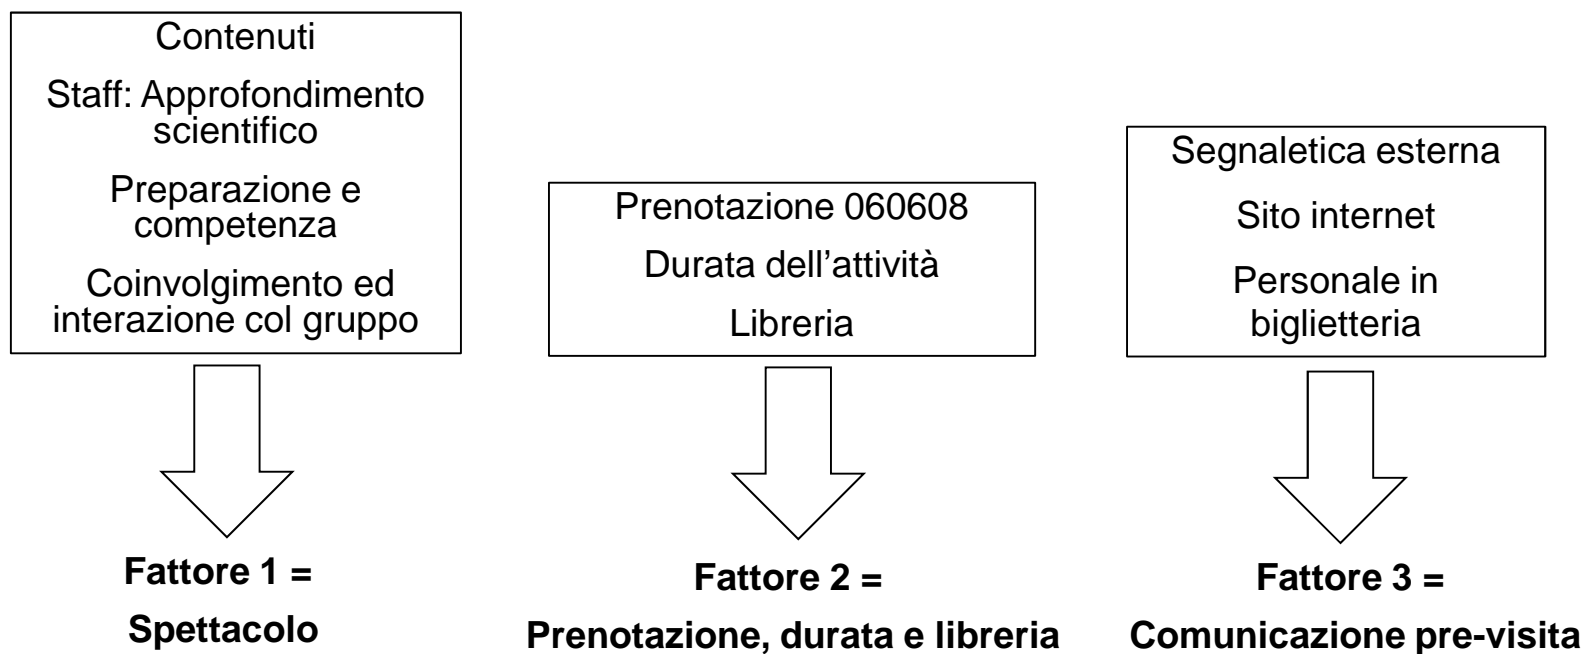 Contenuti
Staff: Approfondimento
scientifico
Preparazione e
competenza
Coinvolgimento ed
interazione col gruppo
Prenotazione 060608
Durata dell’attività
Libreria
Segnaletica esterna
Sito internet
Personale in
biglietteria
Fattore 1 =
Spettacolo
Fattore 2 =
Prenotazione, durata e libreria
Fattore 3 =
Comunicazione pre-visita